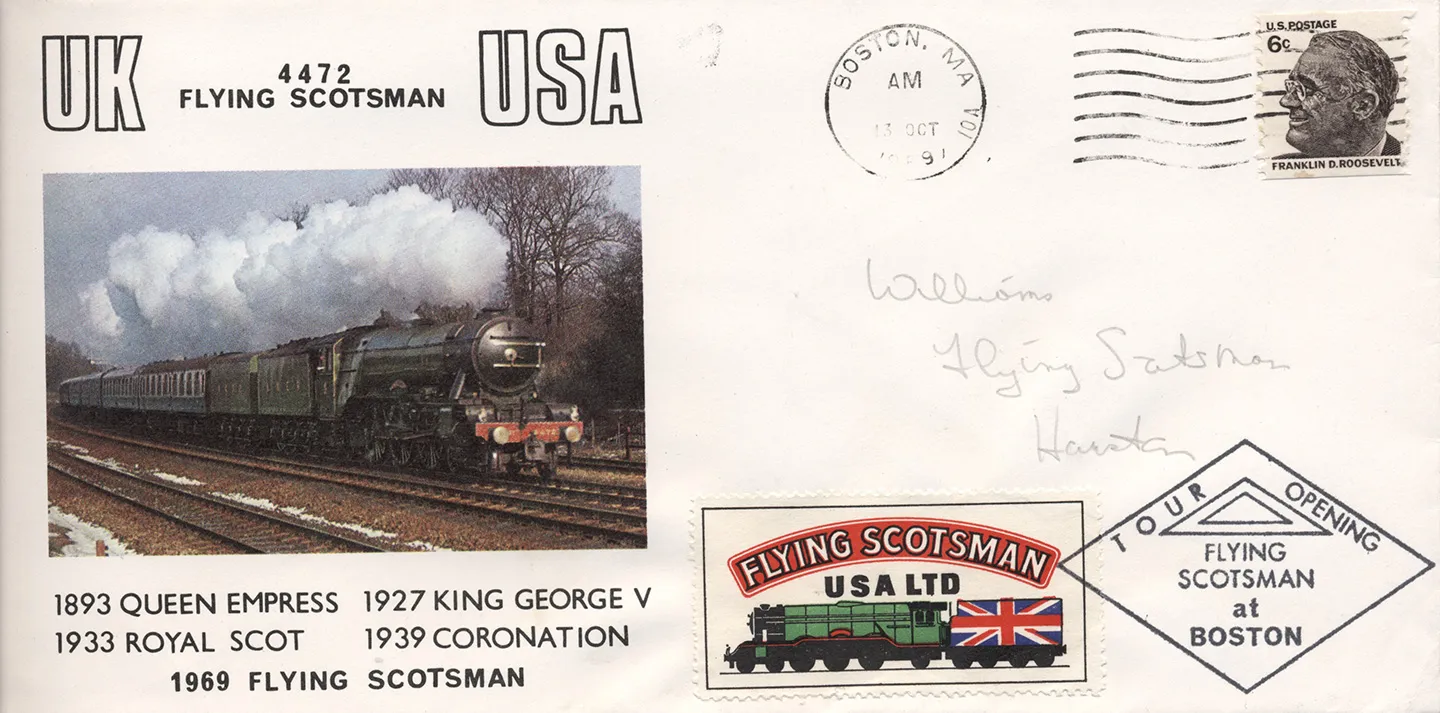 UK
4472
FLYING SCOTSMAN
USA
BOSTON, MA
AM
13 OCT
U.S. POSTAGE
6c
FRANKLIN D. ROOSEVELT
Williams
Flying Scotsman
4472
1893 QUEEN EMPRESS 1927 KING GEORGE V
1933 ROYAL SCOT 1939 CORONATION
1969 FLYING SCOTSMAN
FLYING SCOTSMAN
USA LTD
TOUR OPENING
FLYING
SCOTSMAN
at
BOSTON